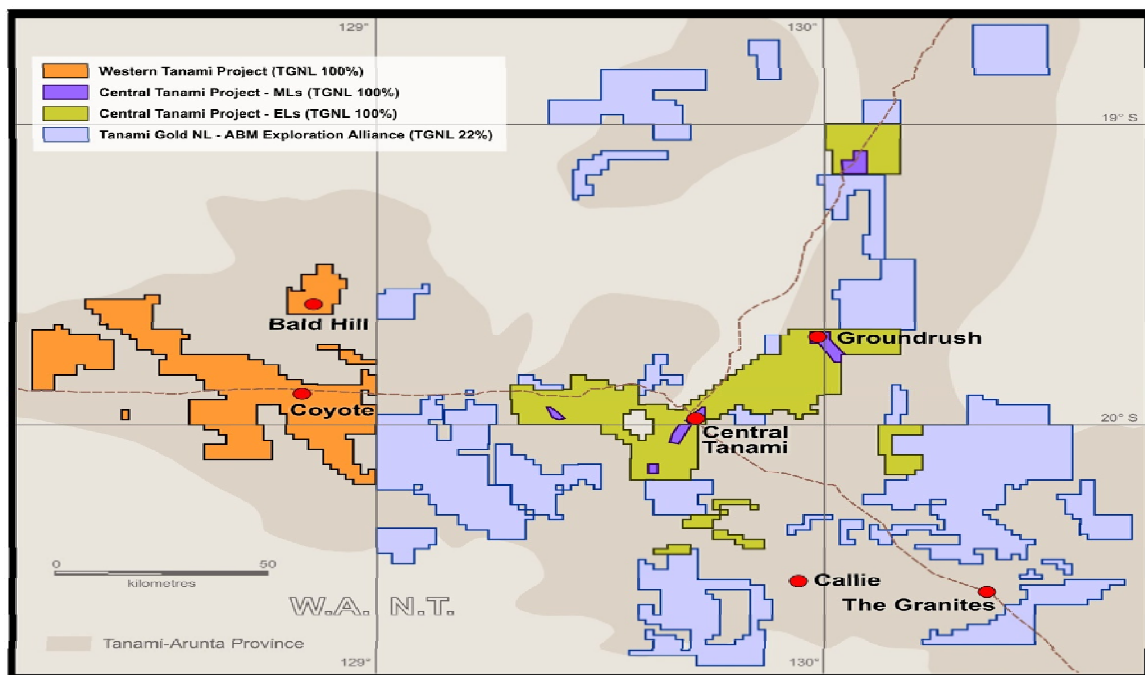 129°
130°
Western Tanami Project (TGNL 100%)
Central Tanami Project - MLs (TGNL 100%)
Central Tanami Project - ELs (TGNL 100%)
Tanami Gold NL - ABM Exploration Alliance (TGNL 22%)
19° S
Bald Hill
Groundrush
Coyote
20° S
Central
Tanami
0 50
kilometres
Callie
The Granites
W.A. N.T.
Tanami-Arunta Province
129°
130°